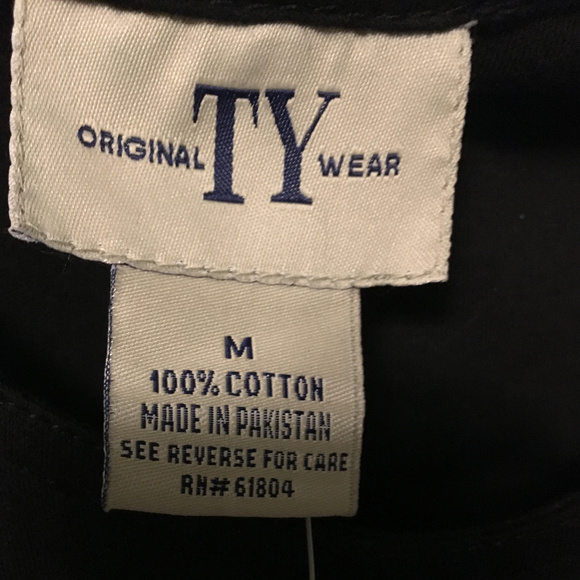 ORIGINAL TY WEAR
M
100% COTTON
MADE IN PAKISTAN
SEE REVERSE FOR CARE
RN# 61804